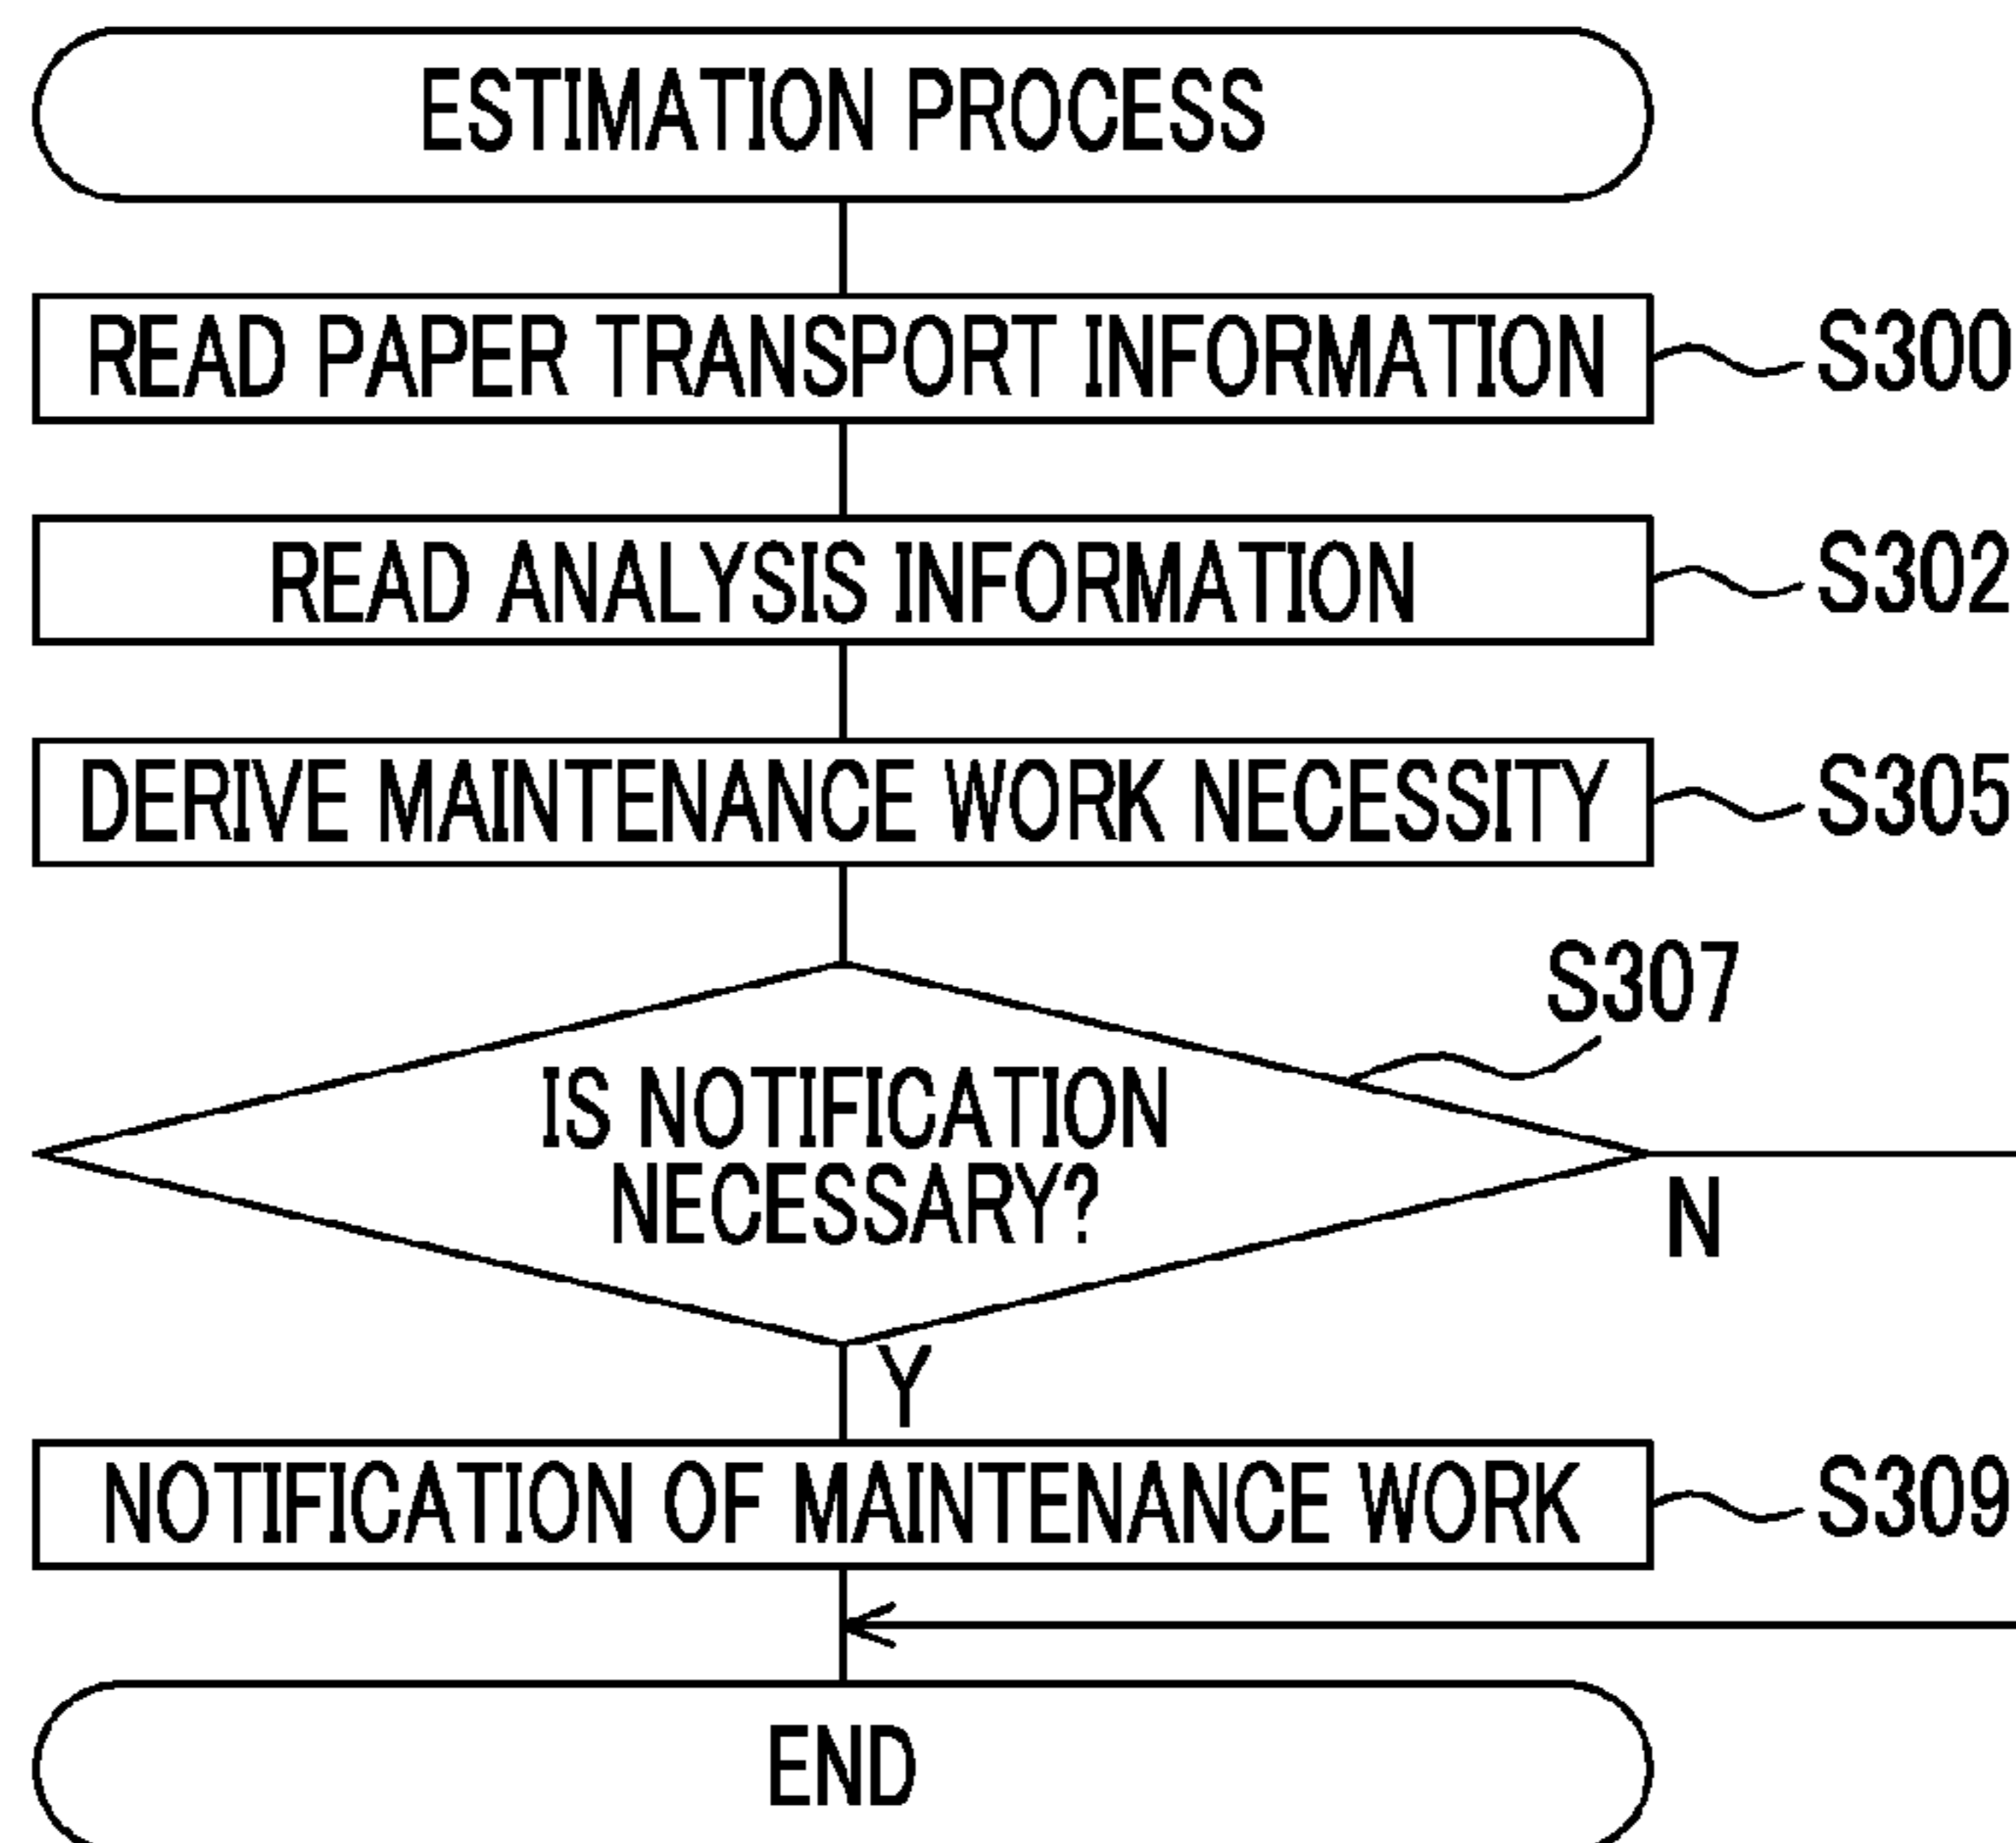 ESTIMATION PROCESS
READ PAPER TRANSPORT INFORMATION
S300
READ ANALYSIS INFORMATION
S302
DERIVE MAINTENANCE WORK NECESSITY
S305
S307
IS NOTIFICATION
NECESSARY?
N
Y
NOTIFICATION OF MAINTENANCE WORK
S309
END